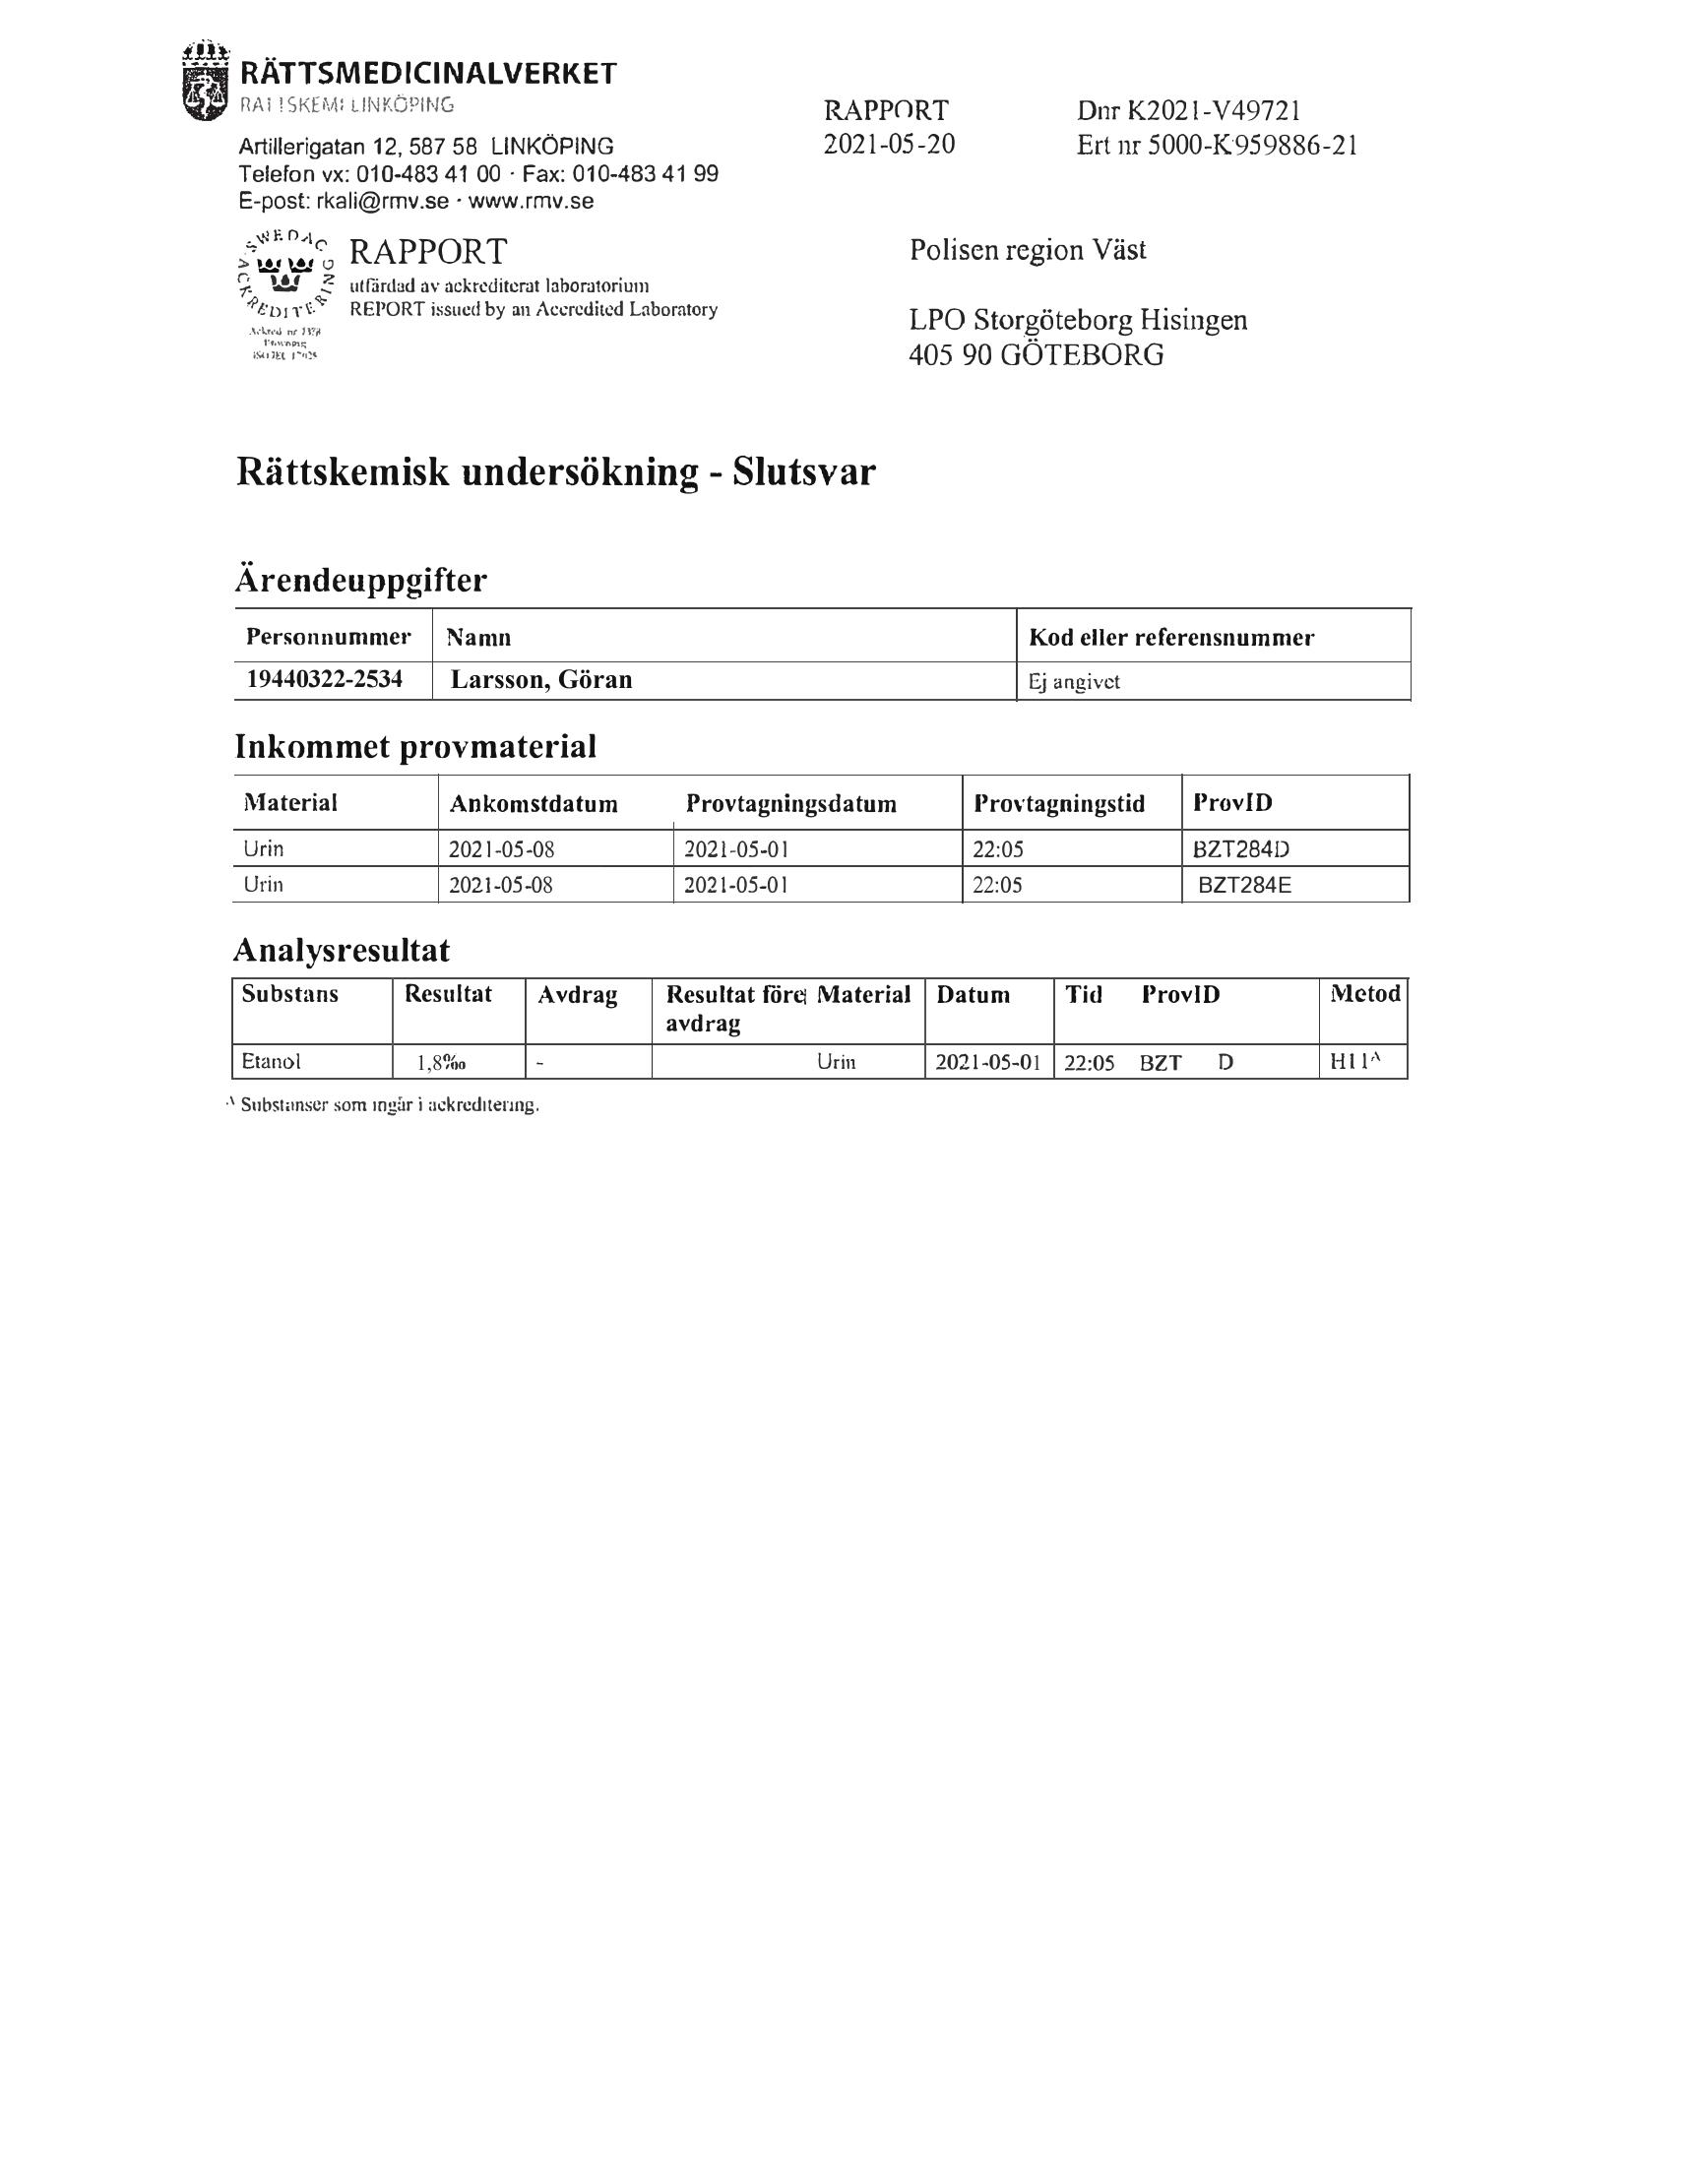 RÄTTSMEDICINALVERKET
RÄTTSKEMI LINKÖPING
Artillerigatan 12, 587 58 LINKÖPING
Telefon vx: 010-483 41 00 · Fax: 010-483 41 99
E-post: rkali@rmv.se · www.rmv.se
RAPPORT
2021-05-20
Dnr K2021-V49721
Ert nr 5000-K959886-21
SWEDAC ACKREDITERING
ISO/IEC 17025
RAPPORT
utfärdad av ackrediterat laboratorium
REPORT issued by an Accredited Laboratory
Polisen region Väst
LPO Storgöteborg Hisingen
405 90 GÖTEBORG
Rättskemisk undersökning - Slutsvar
Ärendeuppgifter
Personnummer Namn Kod eller referensnummer
19440322-2534 Larsson, Göran Ej angivet
Inkommet provmaterial
Material Ankomstdatum Provtagningsdatum Provtagningstid ProvID
Urin 2021-05-08 2021-05-01 22:05 BZT284D
Urin 2021-05-08 2021-05-01 22:05 BZT284E
Analysresultat
Substans Resultat Avdrag Resultat före Material Datum Tid ProvID Metod
avdrag
Etanol 1,8‰ - Urin 2021-05-01 22:05 BZT D H11ᴬ
ᴬ Substanser som ingår i ackreditering.